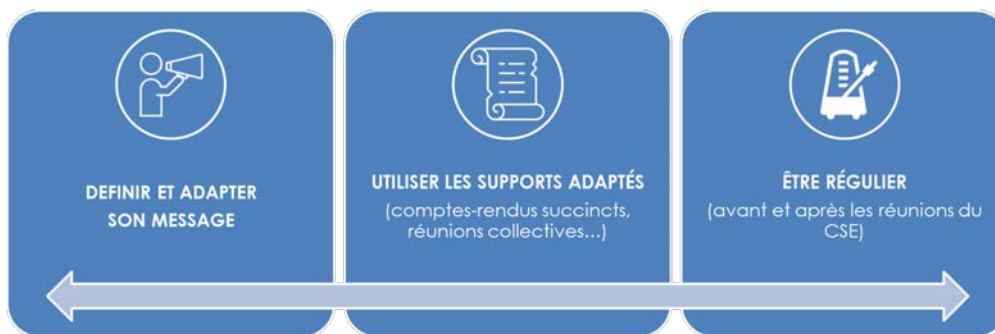 DEFINIR ET ADAPTER
SON MESSAGE
UTILISER LES SUPPORTS ADAPTÉS
(comptes-rendus succincts,
réunions collectives...)
ÊTRE RÉGULIER
(avant et après les réunions du
CSE)